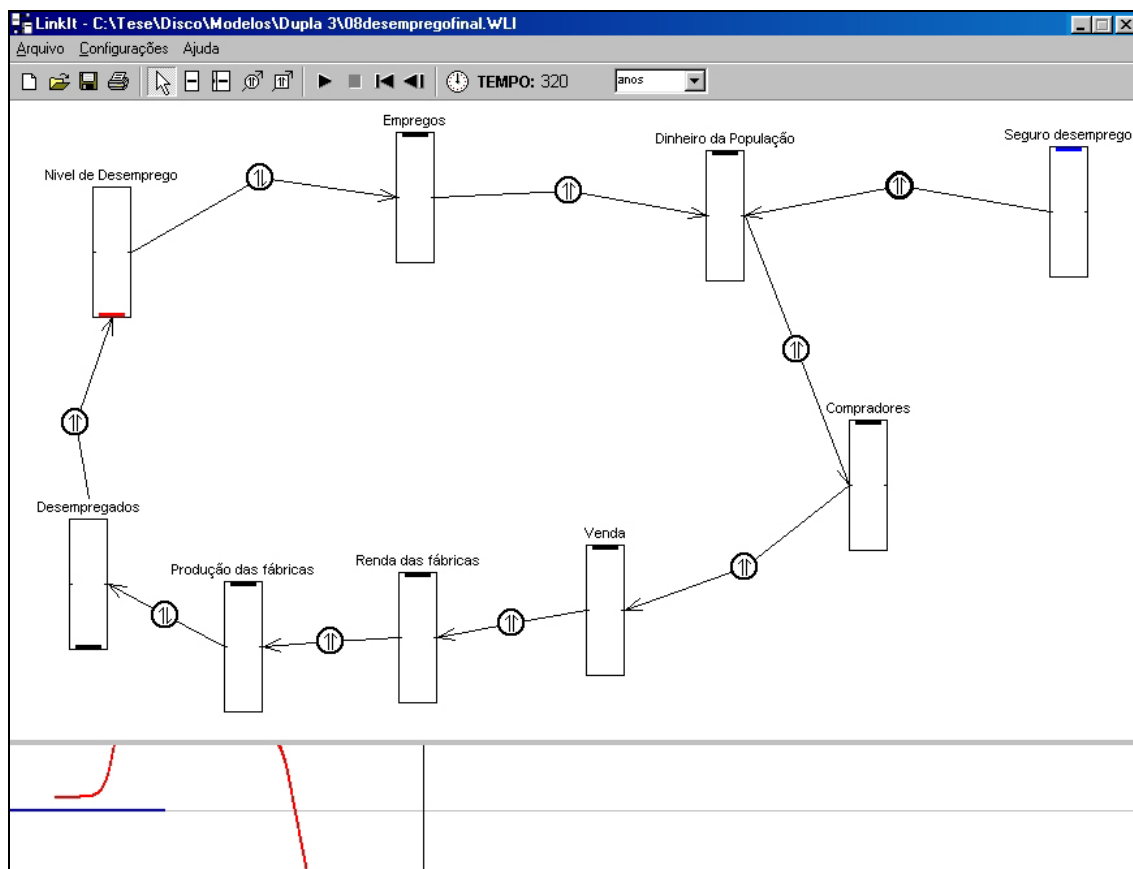 LinkIt - C:\Tese\Disco\Modelos\Dupla 3\08desempregofinal.WLI
Arquivo Configurações Ajuda
TEMPO: 320 anos
Empregos
Dinheiro da População
Seguro desemprego
Nivel de Desemprego
Compradores
Desempregados
Produção das fábricas
Renda das fábricas
Venda